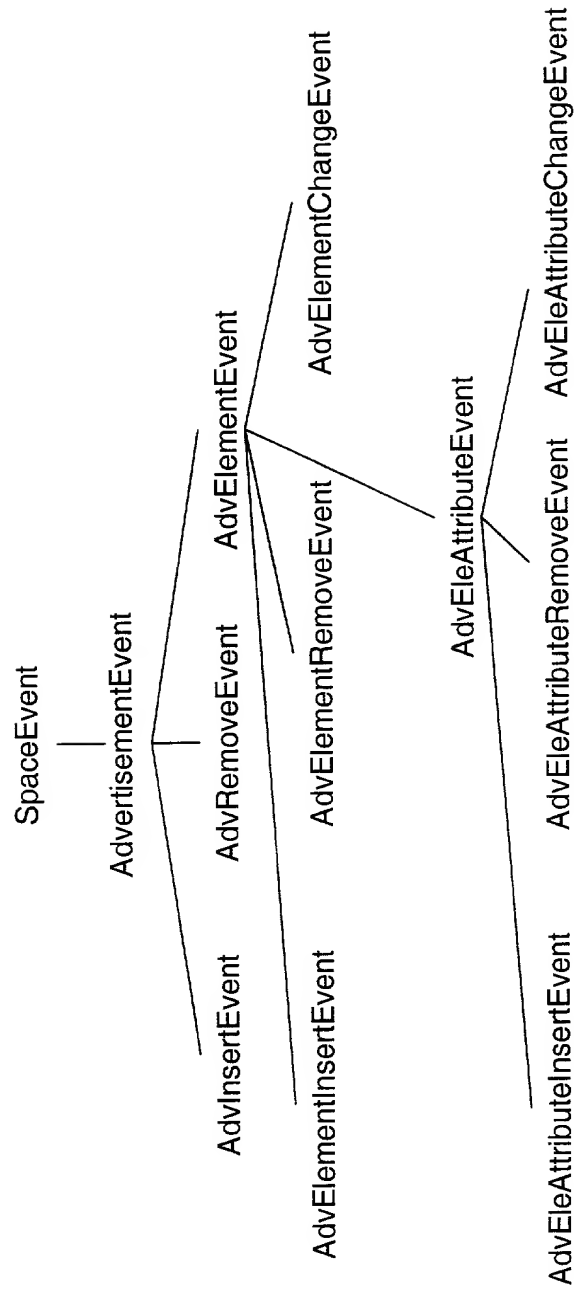 SpaceEvent
AdvertisementEvent
AdvInsertEvent
AdvRemoveEvent
AdvElementEvent
AdvElementInsertEvent
AdvElementRemoveEvent
AdvElementChangeEvent
AdvEleAttributeEvent
AdvEleAttributeInsertEvent
AdvEleAttributeRemoveEvent
AdvEleAttributeChangeEvent